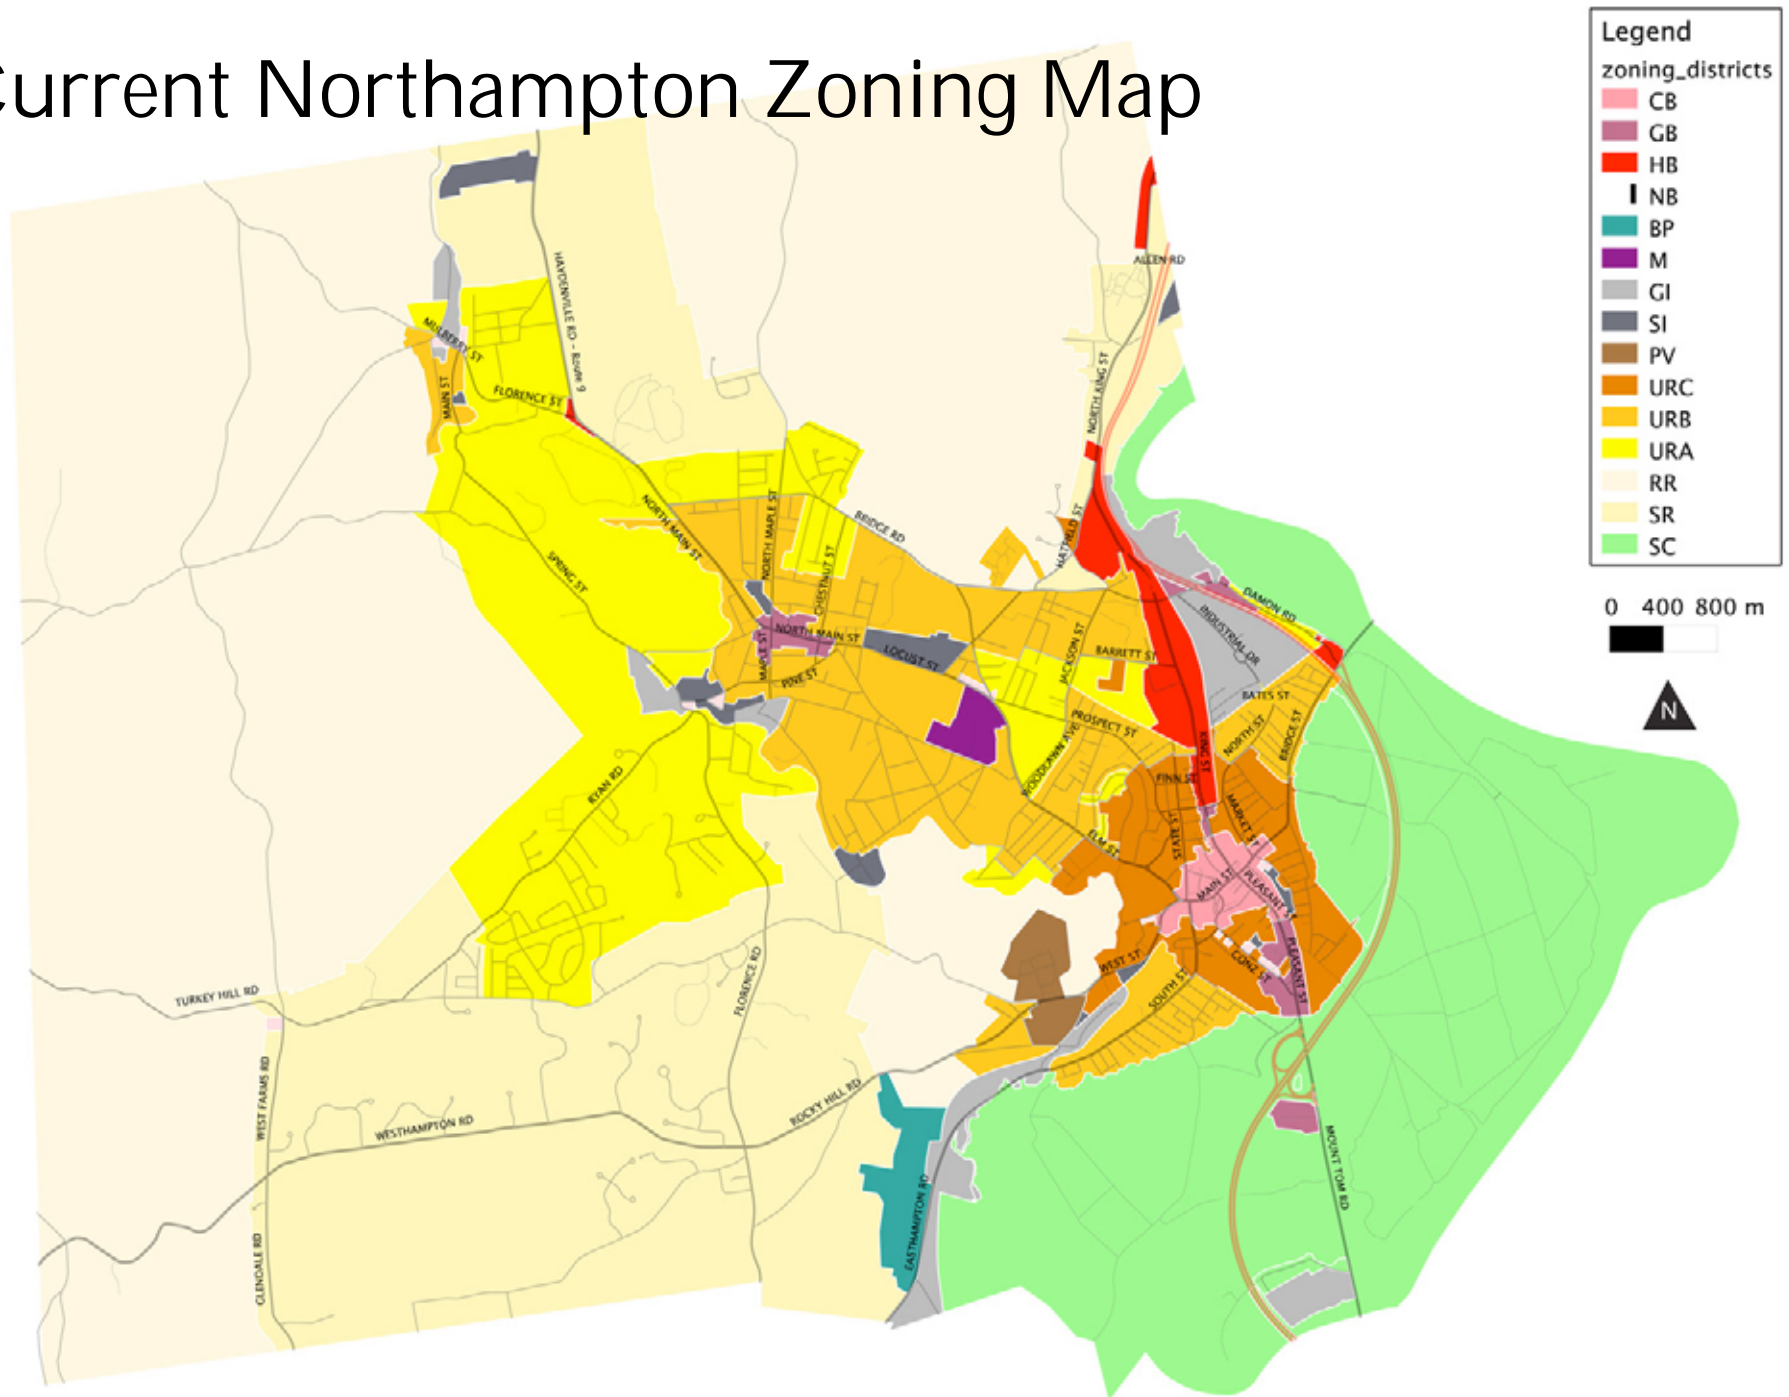 urrent Northampton Zoning Map
Legend
zoning_districts
CB
GB
HB
NB
BP
M
GI
SI
PV
URC
URB
URA
RR
SR
SC
0 400 800 m
N
HAYDENVILLE RD - Route 9
ALLEN RD
MULBERRY ST
MAIN ST
FLORENCE ST
NORTH KING ST
NORTH MAIN ST
NORTH MAPLE ST
BRIDGE RD
HATFIELD ST
SPRING ST
CHESTNUT ST
DAMON RD
INDUSTRIAL DR
NORTH MAIN ST
MAPLE ST
LOCUST ST
JACKSON ST
BARRETT ST
PINE ST
BATES ST
PROSPECT ST
NORTH ST
BRIDGE ST
WOODLAWN AVE
KING ST
RYAN RD
FINN ST
MARKET ST
STATE ST
ELM ST
MAIN ST
PLEASANT ST
FLORENCE RD
WEST ST
CONZ ST
PLEASANT ST
SOUTH ST
TURKEY HILL RD
WEST FARMS RD
ROCKY HILL RD
WESTHAMPTON RD
MOUNT TOM RD
EASTHAMPTON RD
GLENDALE RD